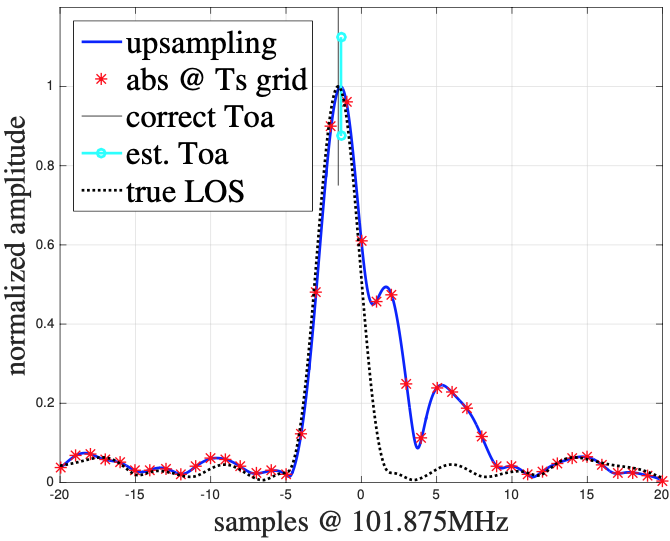 upsampling
abs @ Ts grid
correct Toa
est. Toa
true LOS
normalized amplitude
1
0.8
0.6
0.4
0.2
0
-20 -15 -10 -5 0 5 10 15 20
samples @ 101.875MHz